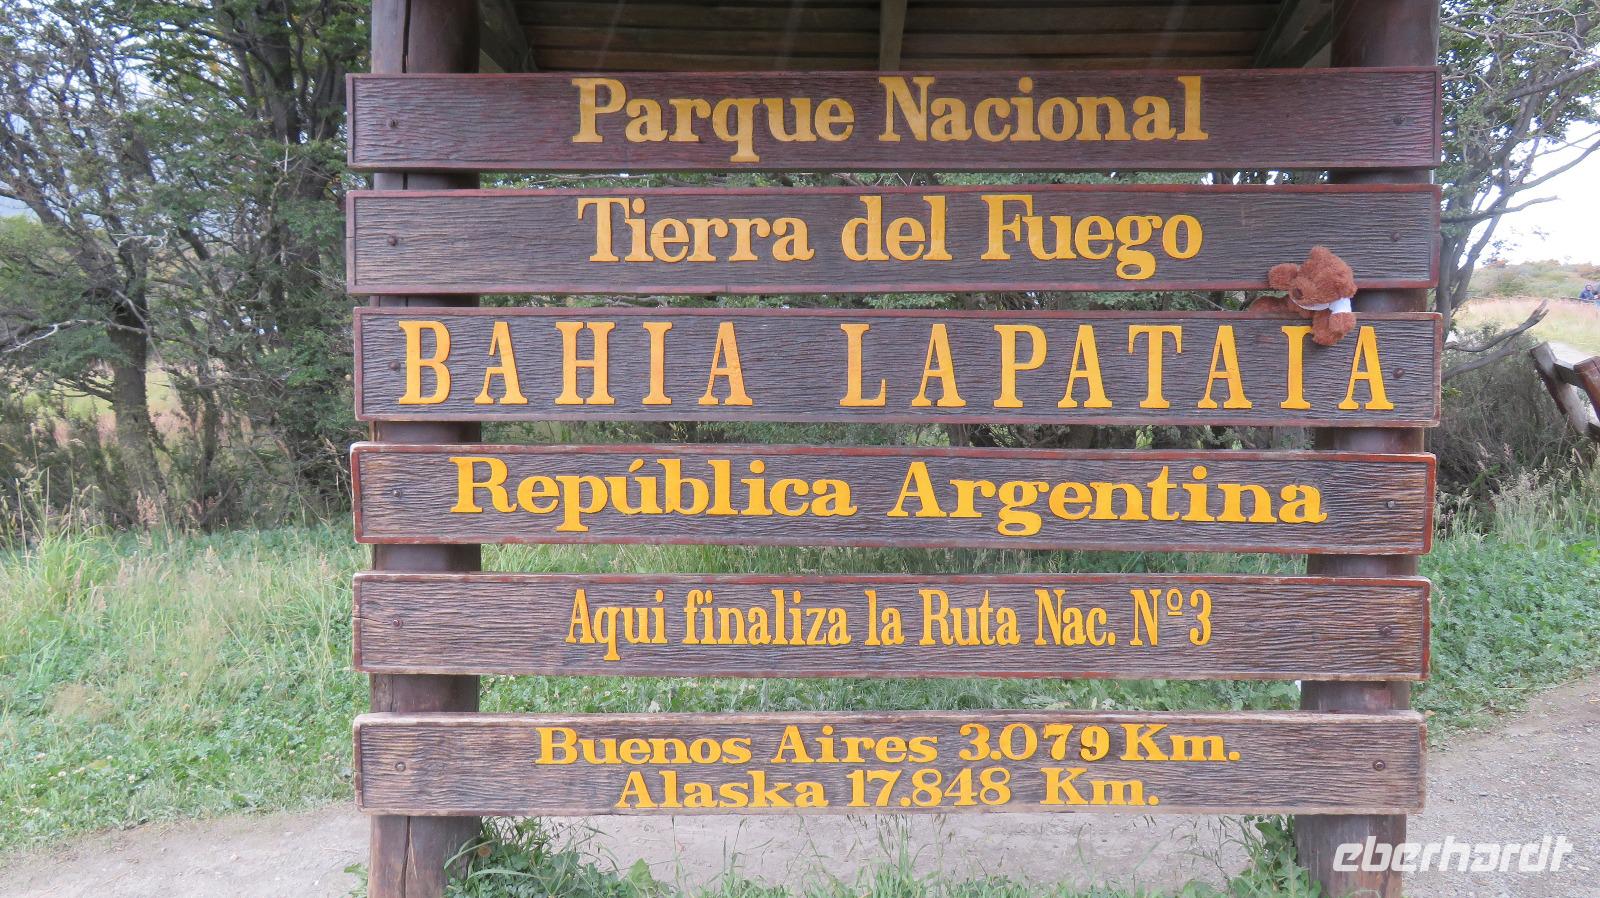 Parque Nacional
Tierra del Fuego
BAHIA LAPATAIA
República Argentina
Aqui finaliza la Ruta Nac. Nº 3
Buenos Aires 3.079 Km.
Alaska 17.848 Km.
eberhardt